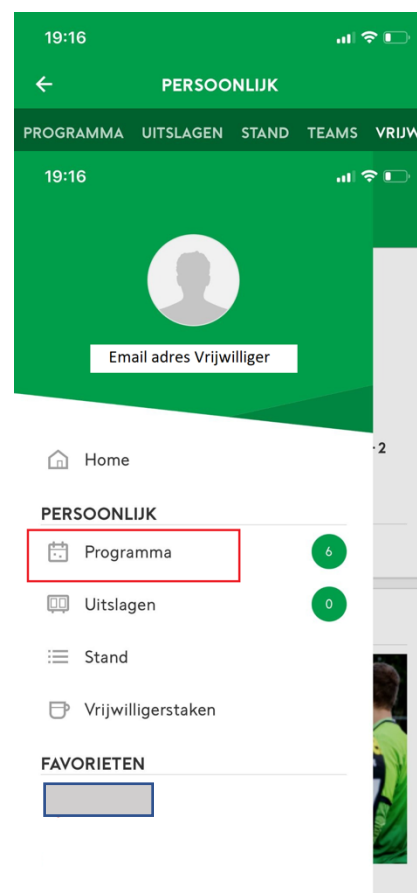 19:16
PERSOONLIJK
PROGRAMMA UITSLAGEN STAND TEAMS VRIJW
19:16
Email adres Vrijwilliger
-2
Home
PERSOONLIJK
Programma 6
Uitslagen 0
Stand
Vrijwilligerstaken
FAVORIETEN